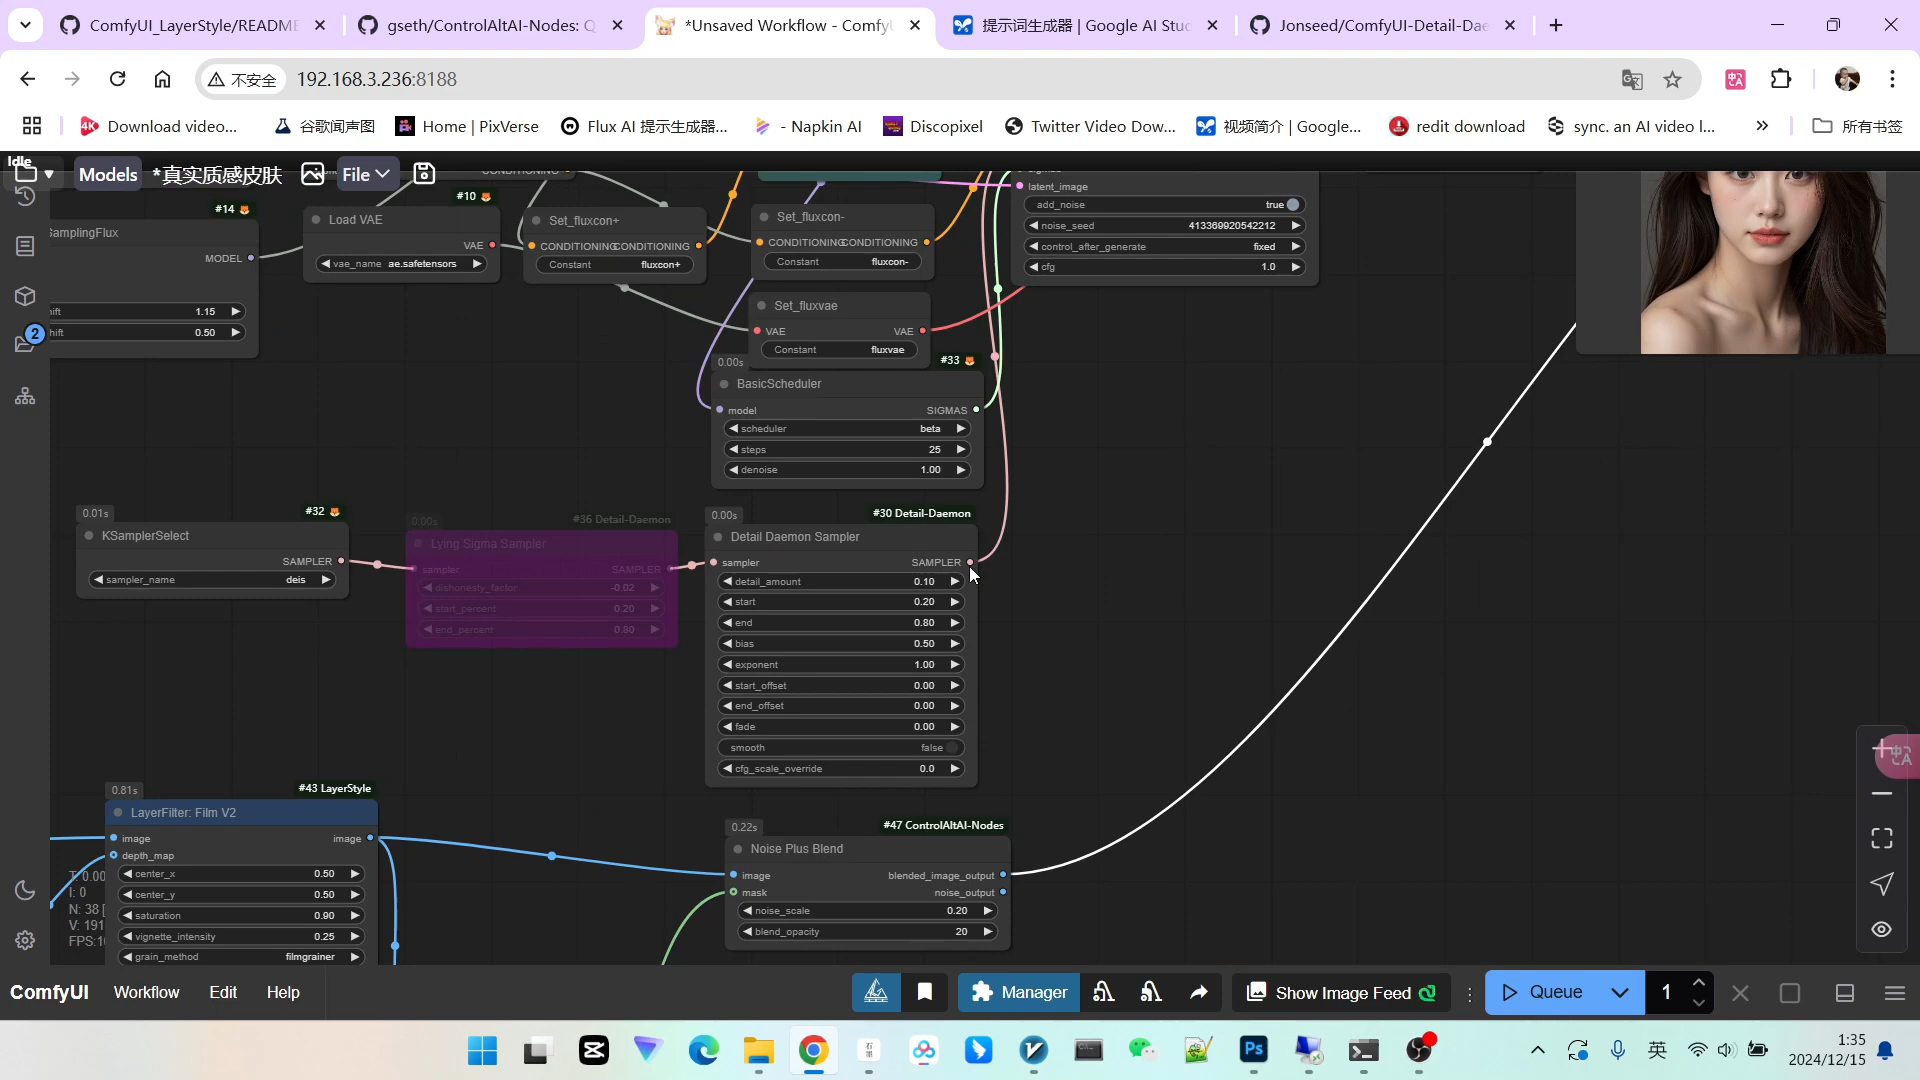 ComfyUI_LayerStyle/README
gseth/ControlAltAI-Nodes: Q
*Unsaved Workflow - ComfyU
提示词生成器 | Google AI Stud
Jonseed/ComfyUI-Detail-Dae
不安全
192.168.3.236:8188
Download video...
谷歌闻声图
Home | PixVerse
Flux AI 提示生成器...
- Napkin AI
Discopixel
Twitter Video Dow...
视频简介 | Google...
redit download
sync. an AI video l...
所有书签
Idle
Models
*真实质感皮肤
File
2
#14
SamplingFlux
MODEL
1.15
0.50
#10
Load VAE
VAE
vae_name ae.safetensors
Set_fluxcon+
CONDITIONING CONDITIONING
Constant fluxcon+
Set_fluxcon-
CONDITIONING CONDITIONING
Constant fluxcon-
Set_fluxvae
VAE VAE
Constant fluxvae
latent_image
add_noise true
noise_seed 413369920542212
control_after_generate fixed
cfg 1.0
0.00s
#33
BasicScheduler
model SIGMAS
scheduler beta
steps 25
denoise 1.00
0.01s
#32
KSamplerSelect
SAMPLER
sampler_name deis
0.00s
#36 Detail-Daemon
Lying Sigma Sampler
sampler SAMPLER
dishonesty_factor -0.02
start_percent 0.20
end_percent 0.80
0.00s
#30 Detail-Daemon
Detail Daemon Sampler
sampler SAMPLER
detail_amount 0.10
start 0.20
end 0.80
bias 0.50
exponent 1.00
start_offset 0.00
end_offset 0.00
fade 0.00
smooth false
cfg_scale_override 0.0
0.81s
#43 LayerStyle
LayerFilter: Film V2
image image
depth_map
center_x 0.50
center_y 0.50
saturation 0.90
vignette_intensity 0.25
grain_method filmgrainer
T: 0.00
I: 0
N: 38 [
V: 191
FPS:1
0.22s
#47 ControlAltAI-Nodes
Noise Plus Blend
image blended_image_output
mask noise_output
noise_scale 0.20
blend_opacity 20
ComfyUI
Workflow
Edit
Help
Manager
Show Image Feed
Queue
1
英
1:35
2024/12/15